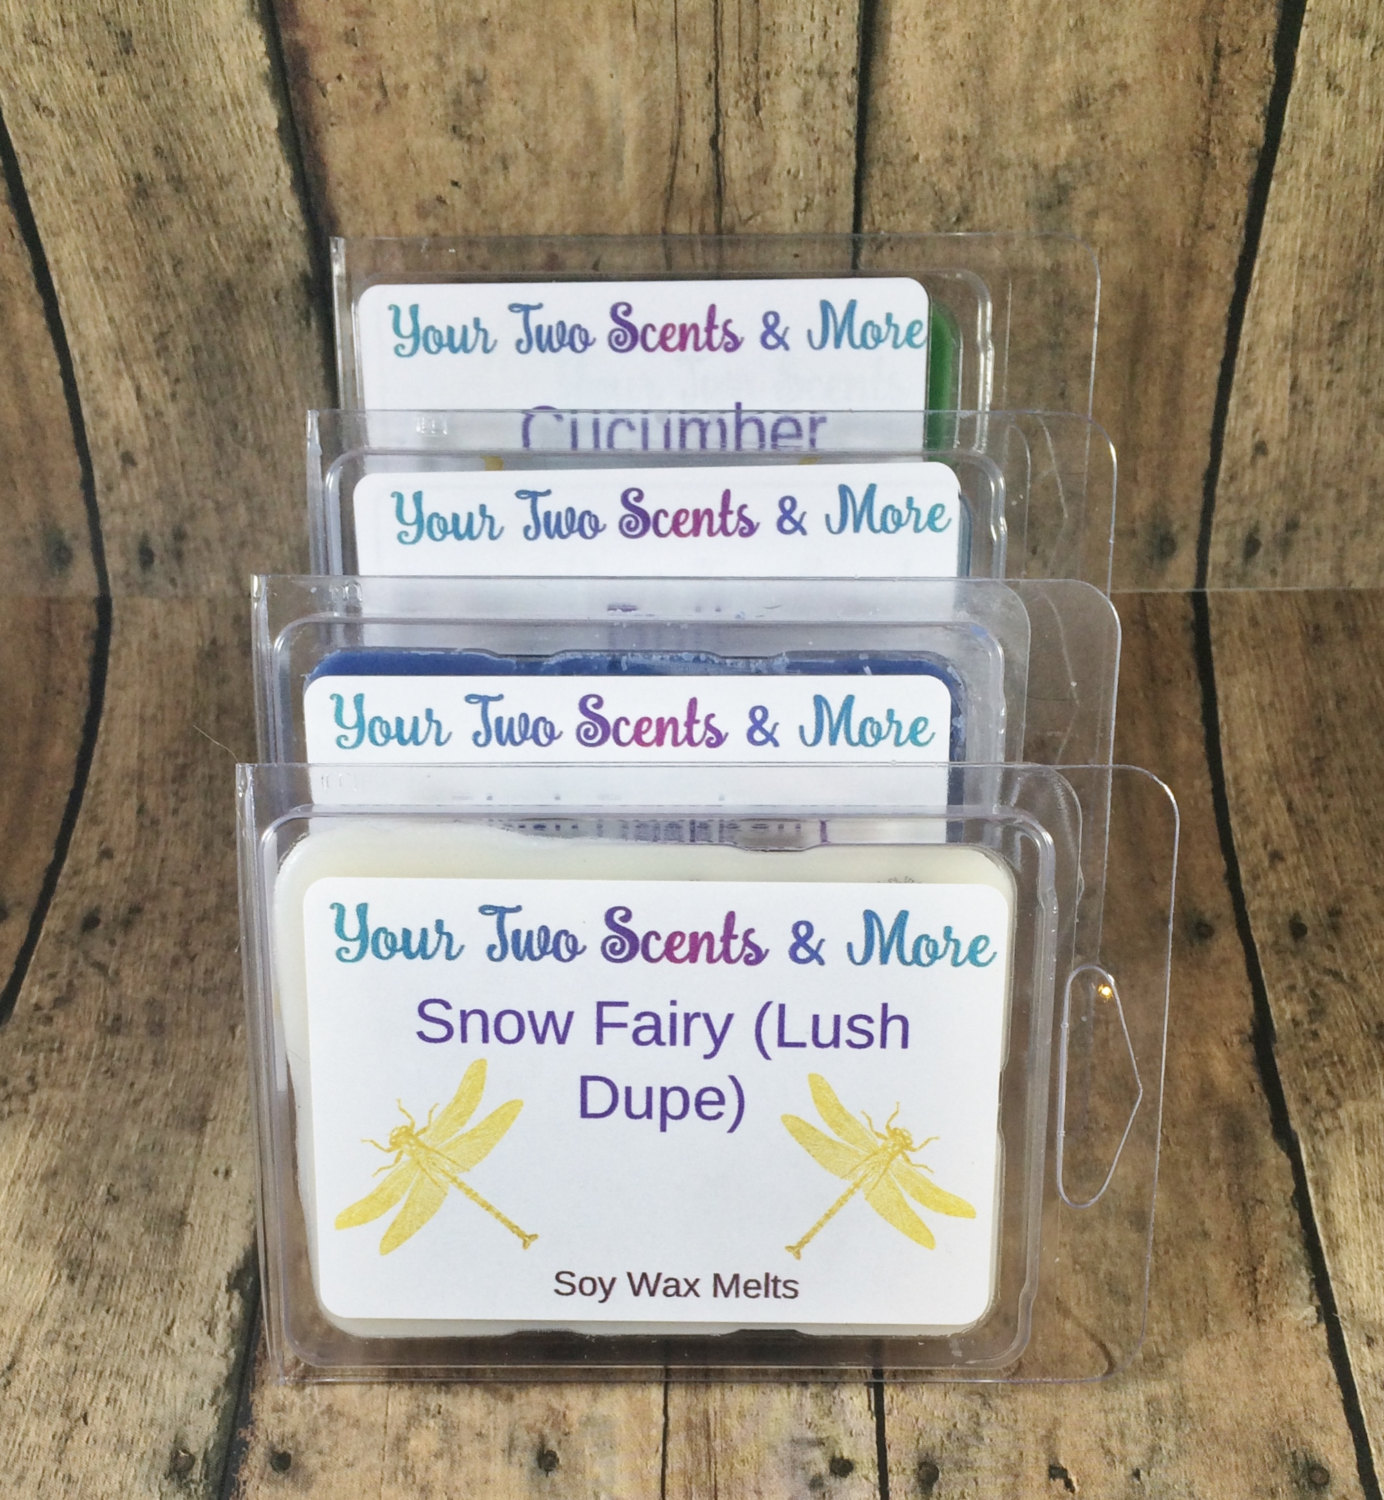 Your Two Scents & More
Cucumber
Your Two Scents & More
Your Two Scents & More
Your Two Scents & More
Snow Fairy (Lush
Dupe)
Soy Wax Melts